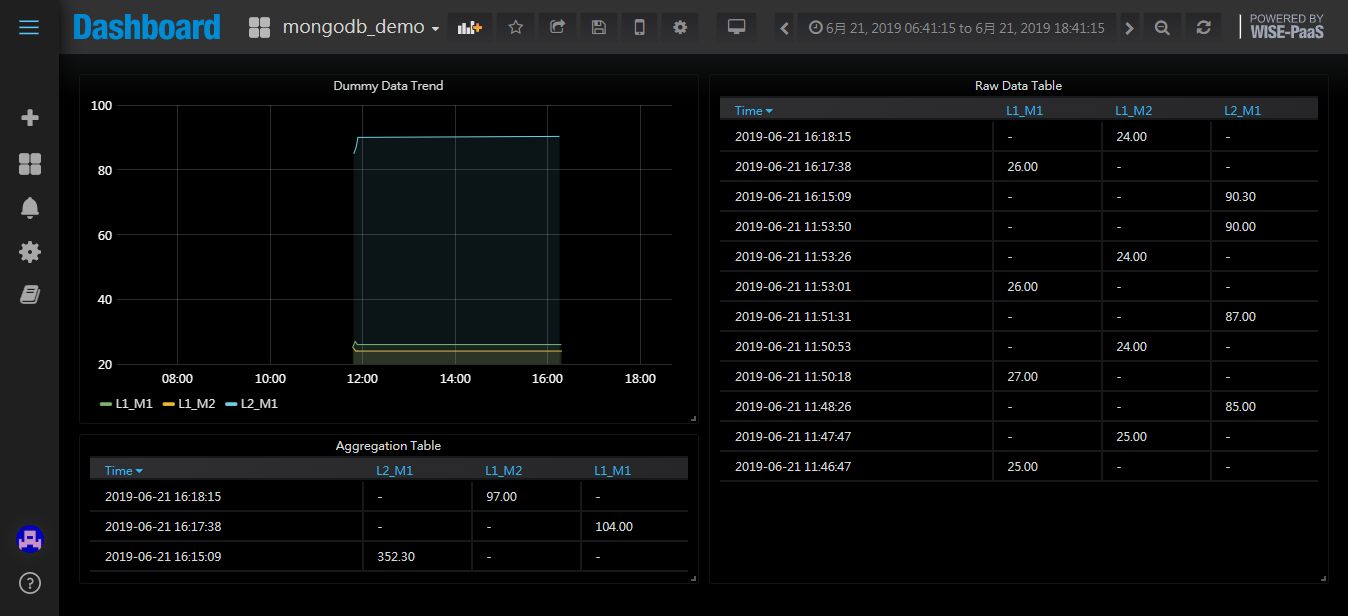 Dashboard mongodb_demo 6月 21, 2019 06:41:15 to 6月 21, 2019 18:41:15 POWERED BY
WISE-PaaS
Dummy Data Trend
100
80
60
40
20
08:00 10:00 12:00 14:00 16:00 18:00
L1_M1 L1_M2 L2_M1
Aggregation Table
Time L2_M1 L1_M2 L1_M1
2019-06-21 16:18:15 - 97.00 -
2019-06-21 16:17:38 - - 104.00
2019-06-21 16:15:09 352.30 - -
Raw Data Table
Time L1_M1 L1_M2 L2_M1
2019-06-21 16:18:15 - 24.00 -
2019-06-21 16:17:38 26.00 - -
2019-06-21 16:15:09 - - 90.30
2019-06-21 11:53:50 - - 90.00
2019-06-21 11:53:26 - 24.00 -
2019-06-21 11:53:01 26.00 - -
2019-06-21 11:51:31 - - 87.00
2019-06-21 11:50:53 - 24.00 -
2019-06-21 11:50:18 27.00 - -
2019-06-21 11:48:26 - - 85.00
2019-06-21 11:47:47 - 25.00 -
2019-06-21 11:46:47 25.00 - -